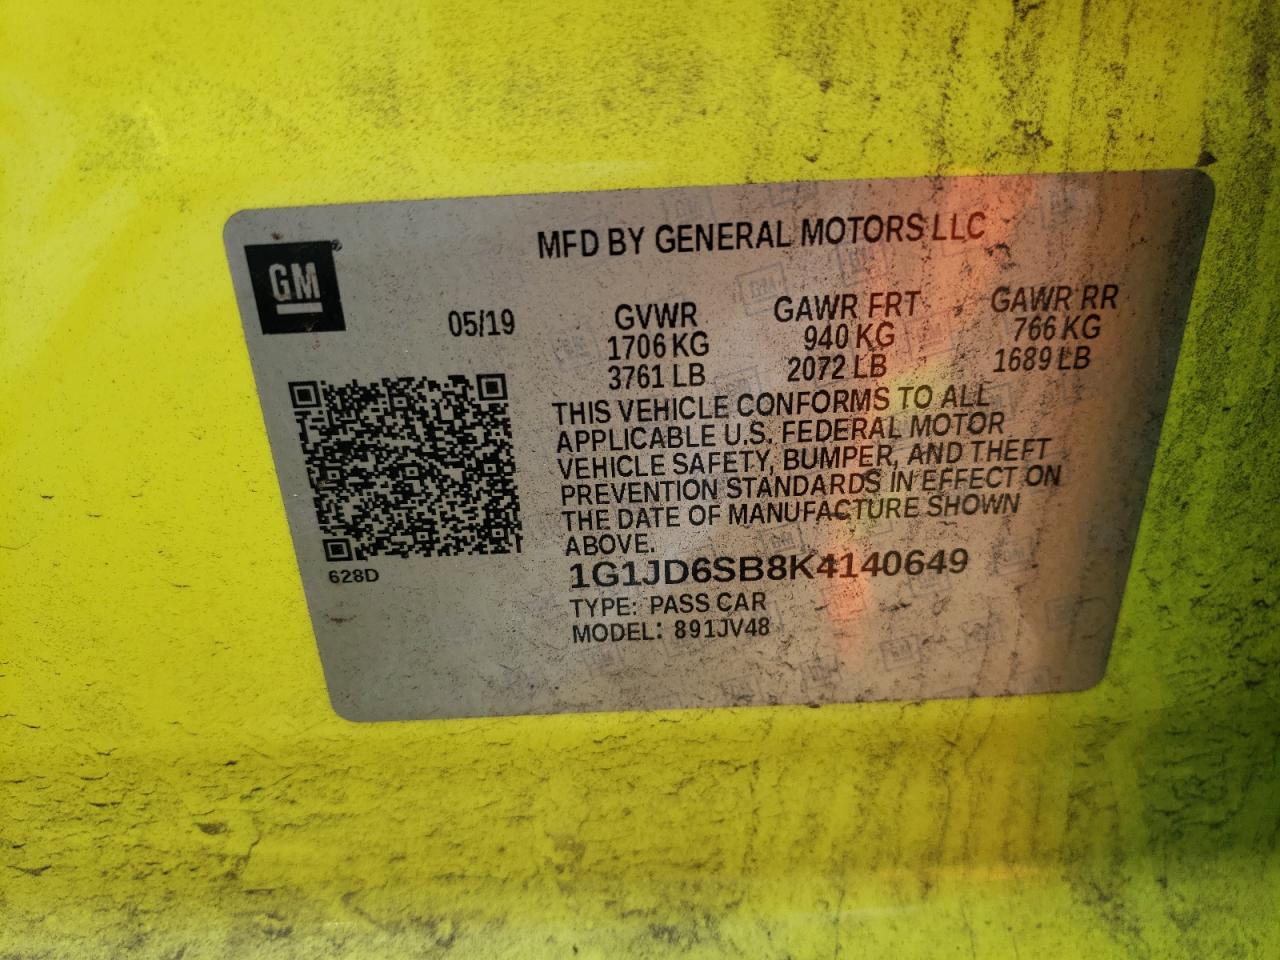 GM
MFD BY GENERAL MOTORS LLC
05/19
GVWR GAWR FRT GAWR RR
1706 KG 940 KG 766 KG
3761 LB 2072 LB 1689 LB
THIS VEHICLE CONFORMS TO ALL
APPLICABLE U.S. FEDERAL MOTOR
VEHICLE SAFETY, BUMPER, AND THEFT
PREVENTION STANDARDS IN EFFECT ON
THE DATE OF MANUFACTURE SHOWN
ABOVE.
628D
1G1JD6SB8K4140649
TYPE: PASS CAR
MODEL: 891JV48